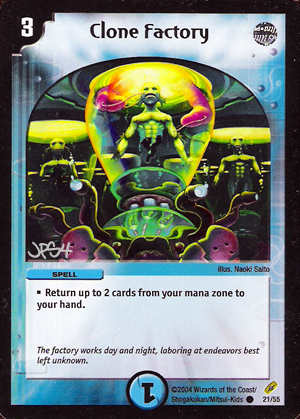 3
Clone Factory
JPS4
SPELL
illus. Naoki Saito
▪ Return up to 2 cards from your mana zone to
your hand.
The factory works day and night, laboring at endeavors best
left unknown.
1
©2004 Wizards of the Coast/
Shogakukan/Mitsui-Kids
21/55